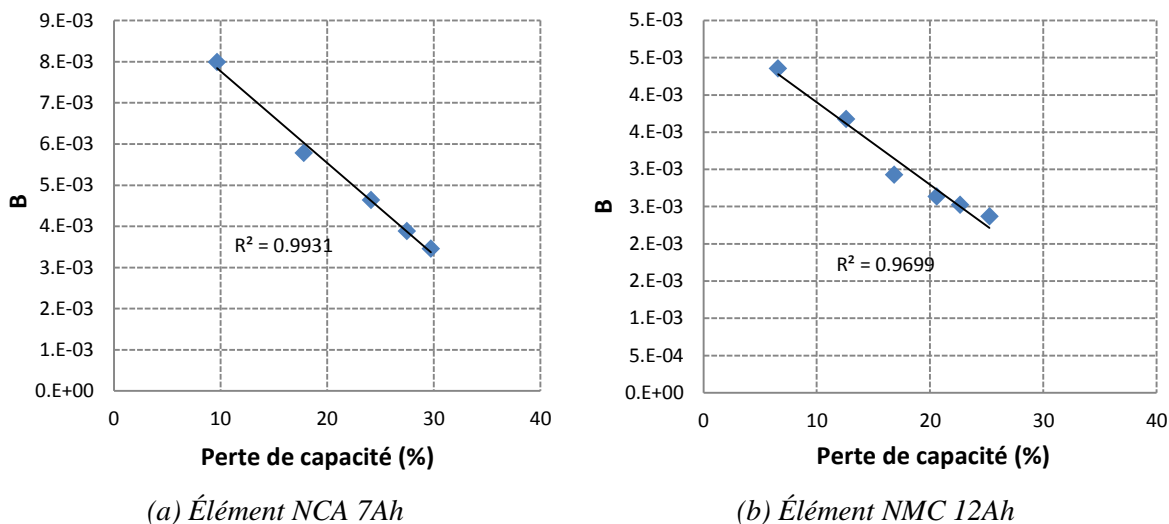 9.E-03
8.E-03
7.E-03
6.E-03
5.E-03
4.E-03
3.E-03
2.E-03
1.E-03
0.E+00
B
R² = 0.9931
0 10 20 30 40
Perte de capacité (%)
(a) Élément NCA 7Ah
5.E-03
5.E-03
4.E-03
4.E-03
3.E-03
3.E-03
2.E-03
2.E-03
1.E-03
5.E-04
0.E+00
B
R² = 0.9699
0 10 20 30 40
Perte de capacité (%)
(b) Élément NMC 12Ah